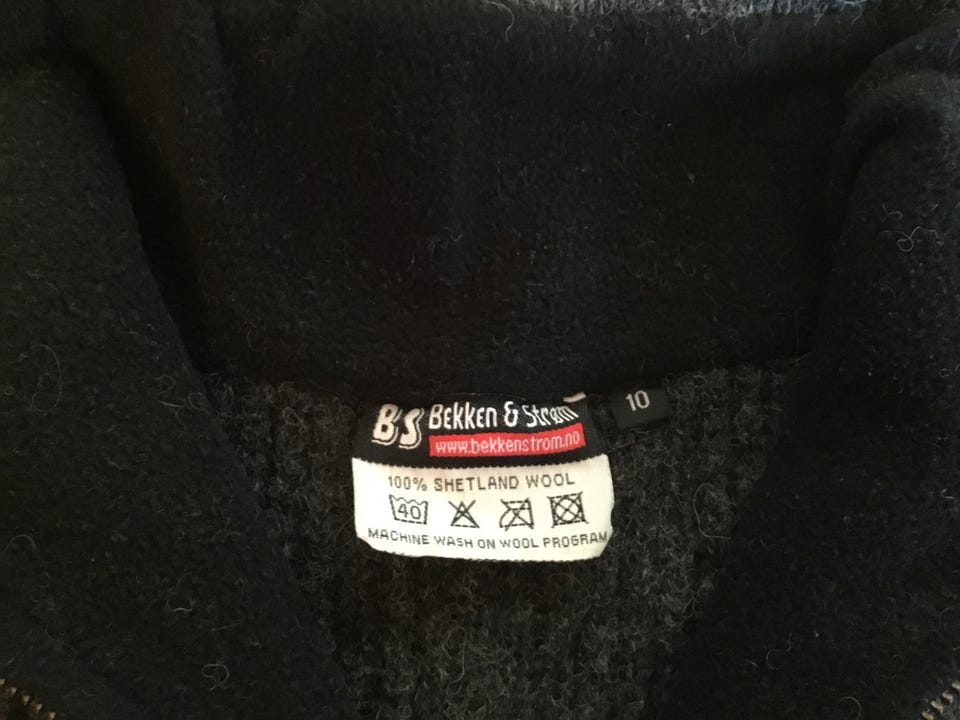 BS BEKKEN & Strøm
www.bekkenstrom.no
10
100% SHETLAND WOOL
40
MACHINE WASH ON WOOL PROGRAM